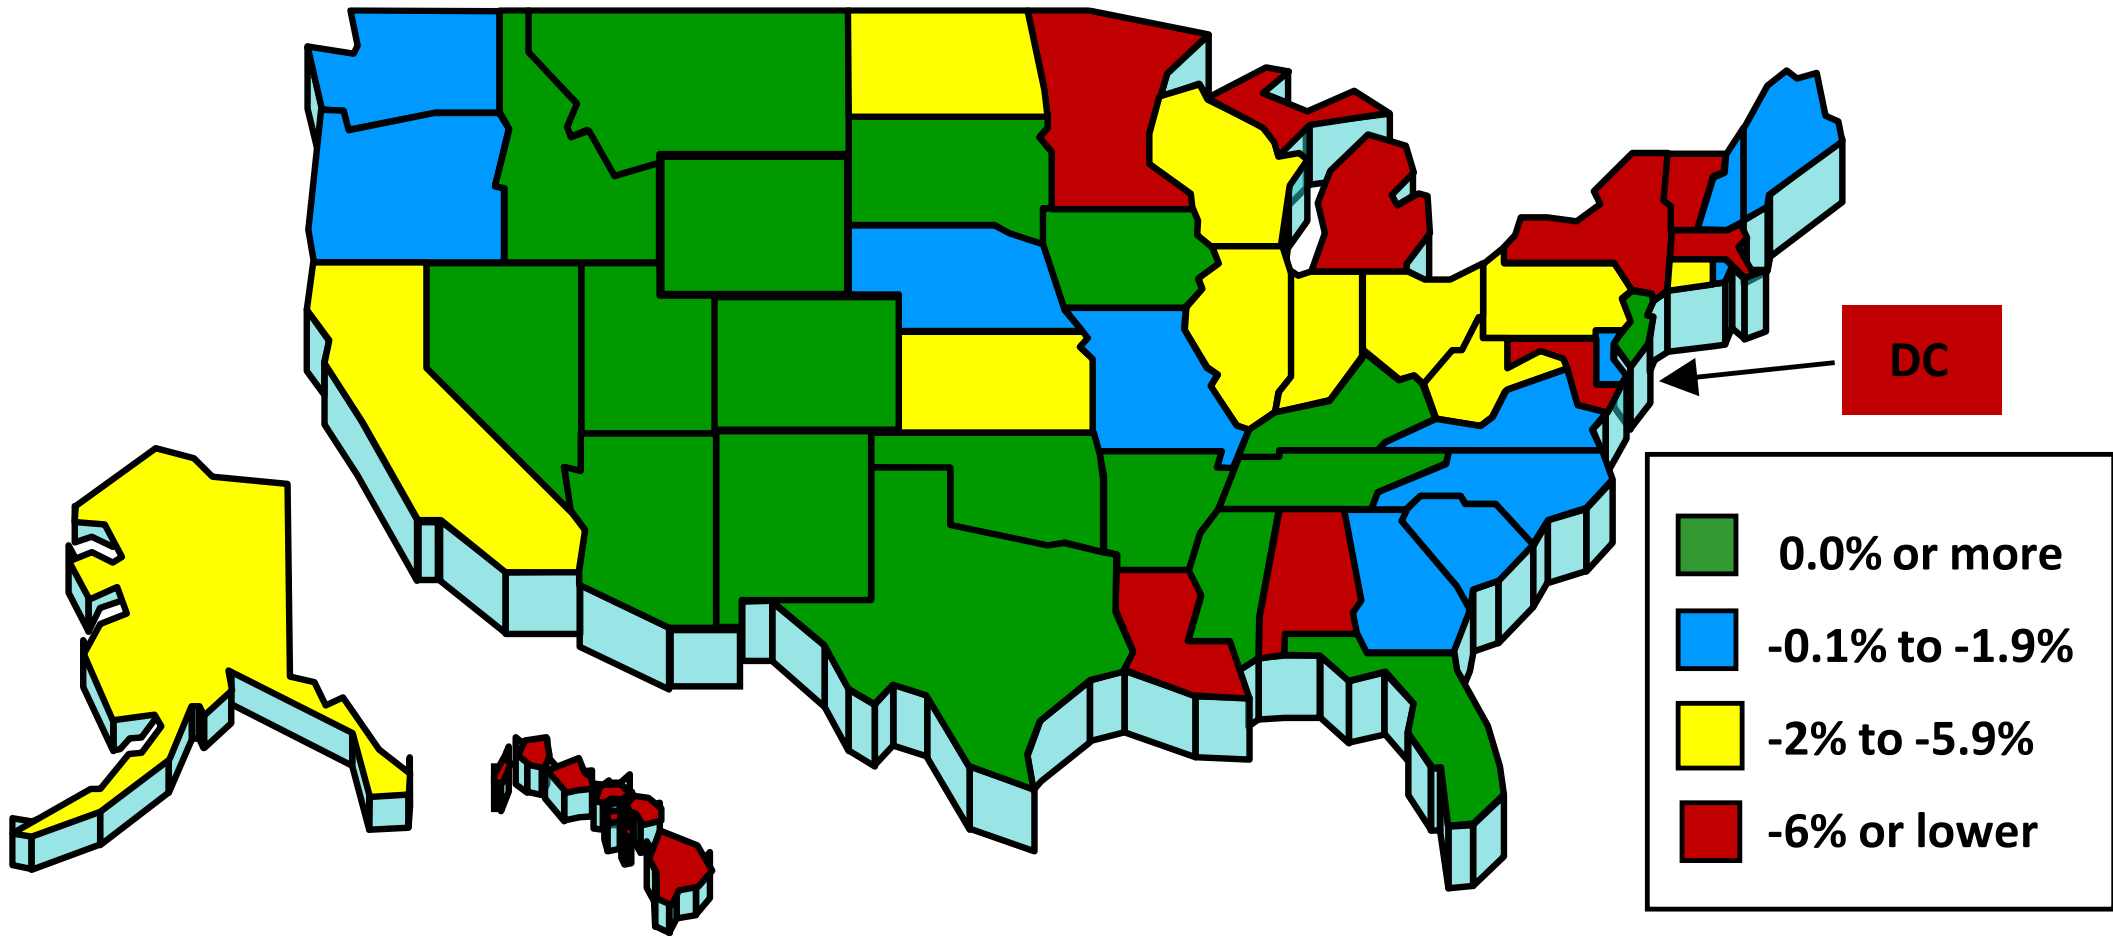 DC
0.0% or more
-0.1% to -1.9%
-2% to -5.9%
-6% or lower